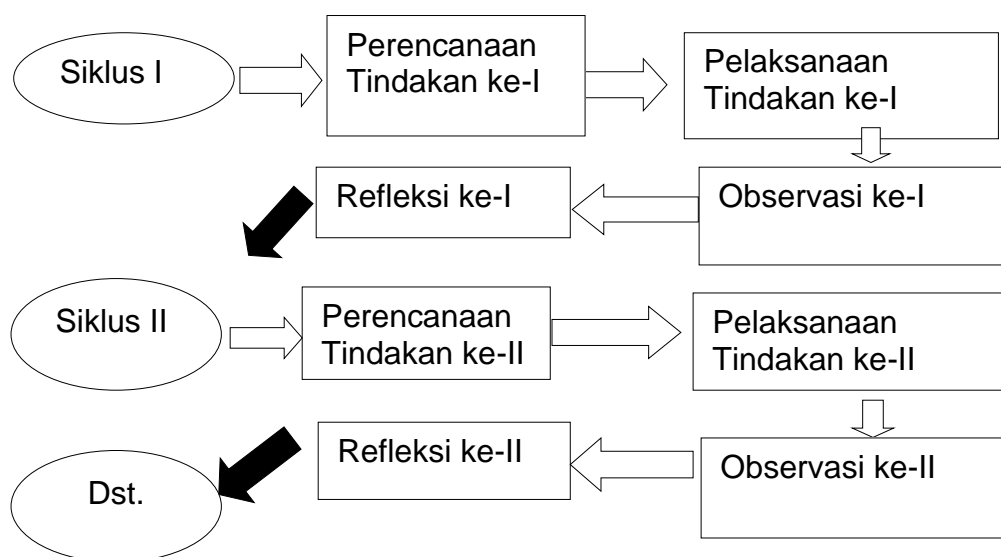 Siklus I
Perencanaan
Tindakan ke-I
Pelaksanaan
Tindakan ke-I
Refleksi ke-I
Observasi ke-I
Siklus II
Perencanaan
Tindakan ke-II
Pelaksanaan
Tindakan ke-II
Refleksi ke-II
Observasi ke-II
Dst.